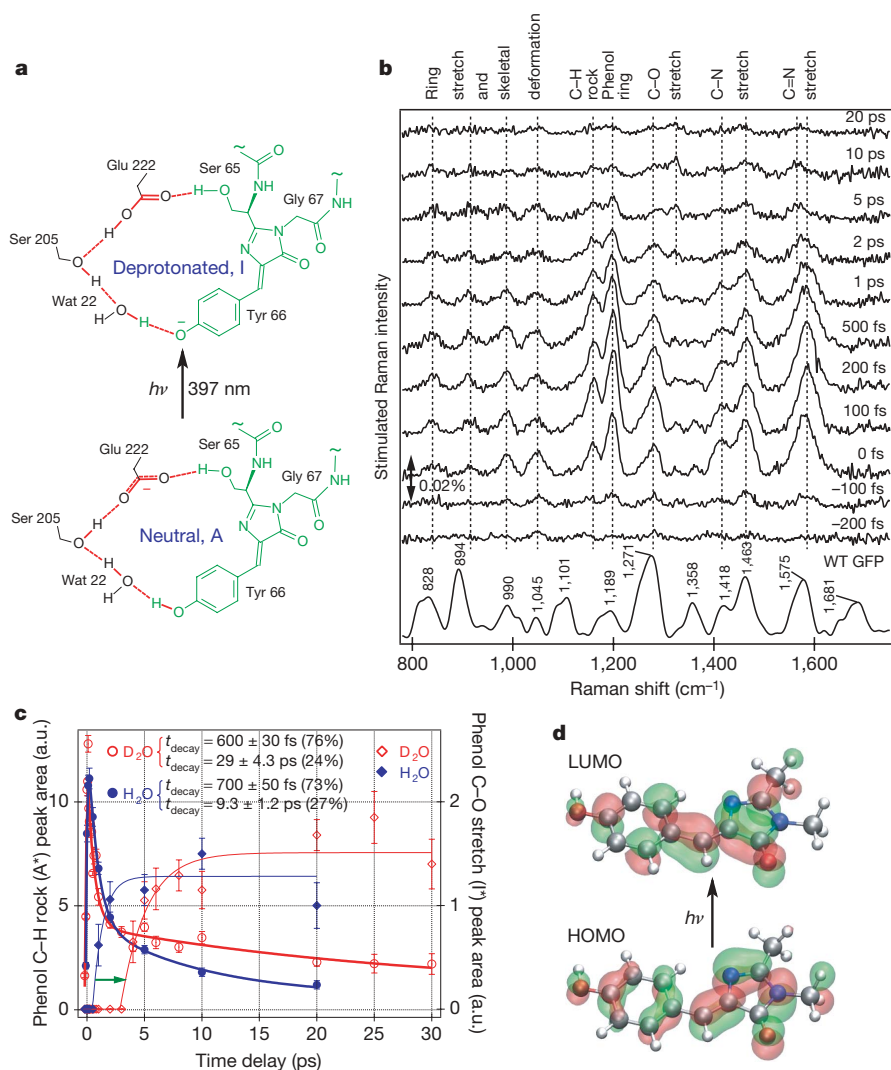 a
Glu 222
Ser 65
Gly 67
NH
O
H
N
Ser 205
Deprotonated, I
Wat 22
Tyr 66
hν
397 nm
Glu 222
Ser 65
Gly 67
NH
O
H
N
Ser 205
Neutral, A
Wat 22
HO
Tyr 66
b
Ring
stretch
and
skeletal
deformation
C–H
rock
Phenol
ring
C–O
stretch
C–N
stretch
C=N
stretch
Stimulated Raman intensity
20 ps
10 ps
5 ps
2 ps
1 ps
500 fs
200 fs
100 fs
0 fs
0.02%
–100 fs
–200 fs
WT GFP
828
894
990
1,045
1,101
1,189
1,271
1,358
1,418
1,463
1,575
1,681
800 1,000 1,200 1,400 1,600
Raman shift (cm–1)
c
Phenol C–H rock (A*) peak area (a.u.)
10
5
0
D2O
tdecay = 600 ± 30 fs (76%)
tdecay = 29 ± 4.3 ps (24%)
H2O
tdecay = 700 ± 50 fs (73%)
tdecay = 9.3 ± 1.2 ps (27%)
D2O
H2O
2
1
0
Phenol C–O stretch (I*) peak area (a.u.)
0 5 10 15 20 25 30
Time delay (ps)
d
LUMO
hν
HOMO